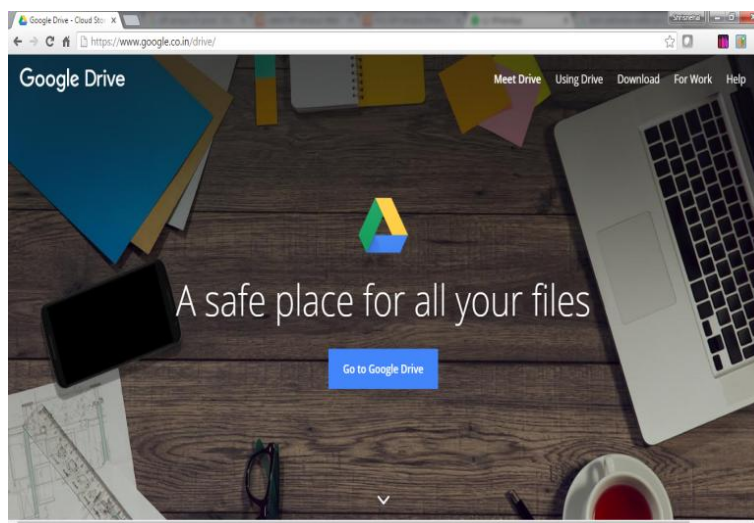 Google Drive - Cloud Stor
https://www.google.co.in/drive/
Google Drive
Meet Drive Using Drive Download For Work Help
A safe place for all your files
Go to Google Drive